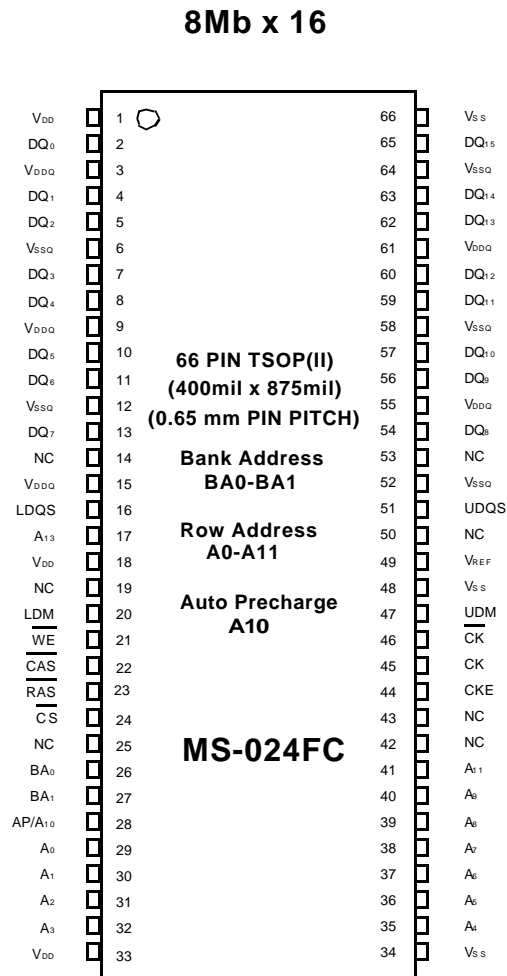 8Mb x 16
VDD 1 66 VSS
DQ0 2 65 DQ15
VDDQ 3 64 VSSQ
DQ1 4 63 DQ14
DQ2 5 62 DQ13
VSSQ 6 61 VDDQ
DQ3 7 60 DQ12
DQ4 8 59 DQ11
VDDQ 9 58 VSSQ
DQ5 10 57 DQ10
66 PIN TSOP(II)
DQ6 11 56 DQ9
(400mil x 875mil)
VSSQ 12 55 VDDQ
(0.65 mm PIN PITCH)
DQ7 13 54 DQ8
NC 14 Bank Address 53 NC
VDDQ 15 BA0-BA1 52 VSSQ
LDQS 16 51 UDQS
A13 17 Row Address 50 NC
A0-A11
VDD 18 49 VREF
NC 19 48 VSS
Auto Precharge
LDM 20 47 UDM
A10
WE 21 46 CK
CAS 22 45 CK
RAS 23 44 CKE
CS 24 43 NC
NC 25 MS-024FC 42 NC
BA0 26 41 A11
BA1 27 40 A9
AP/A10 28 39 A8
A0 29 38 A7
A1 30 37 A6
A2 31 36 A5
A3 32 35 A4
VDD 33 34 VSS